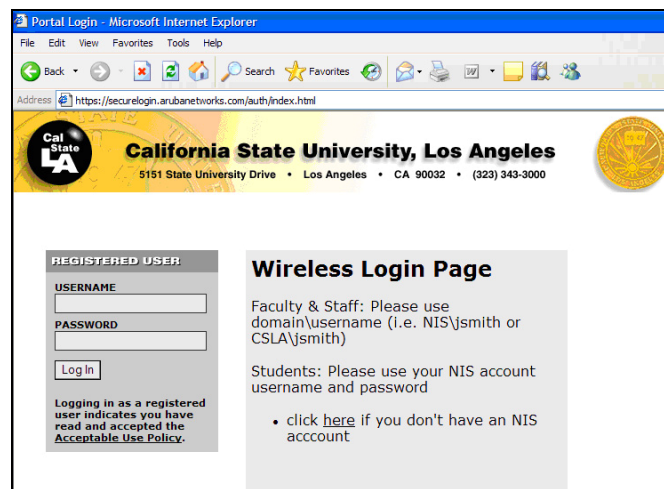 Portal Login - Microsoft Internet Explorer
File Edit View Favorites Tools Help
Back Search Favorites
Address https://securelogin.arubanetworks.com/auth/index.html
Cal State LA
California State University, Los Angeles
5151 State University Drive • Los Angeles • CA 90032 • (323) 343-3000
REGISTERED USER
USERNAME
PASSWORD
Log In
Logging in as a registered
user indicates you have
read and accepted the
Acceptable Use Policy.
Wireless Login Page
Faculty & Staff: Please use
domain\username (i.e. NIS\jsmith or
CSLA\jsmith)
Students: Please use your NIS account
username and password
• click here if you don't have an NIS
acccount